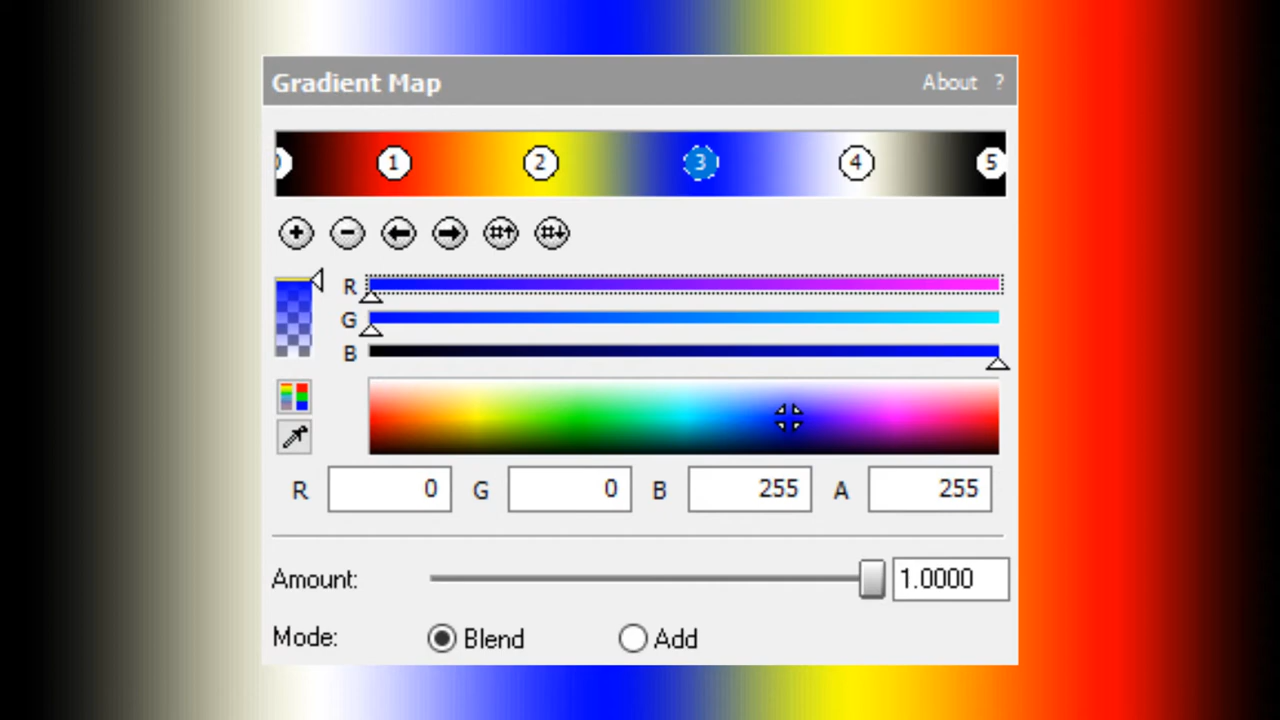 Gradient Map About ?
1 2 3 4 5
R
G
B
R 0 G 0 B 255 A 255
Amount: 1.0000
Mode: Blend Add